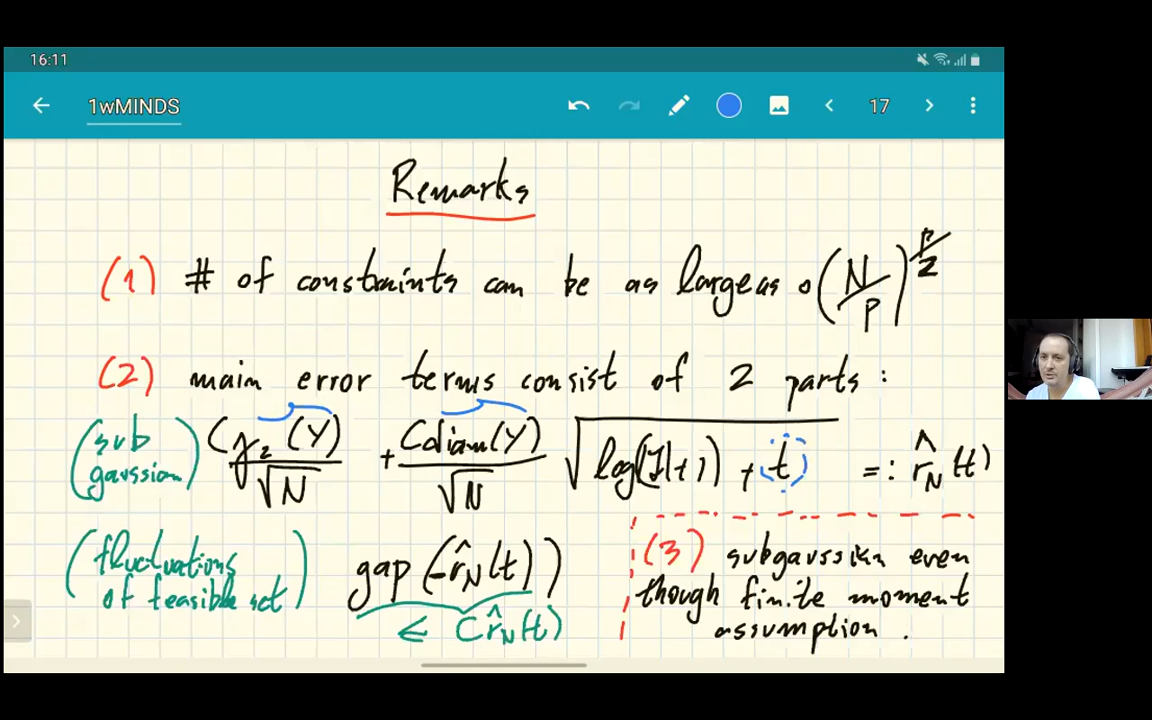 16:11
1wMINDS
17
Remarks
(1) # of constraints can be as large as o(N/p)^{p/2}
(2) main error terms consist of 2 parts :
(sub gaussian) Cγ₂(Y)/√N + Cdiam(Y)/√N √(log(|I|+1) + t) =: r̂_N(t)
(fluctuations of feasible set) gap(-r̂_N(t))
≤ C r̂_N(t)
(3) subgaussian even
though finite moment
assumption .